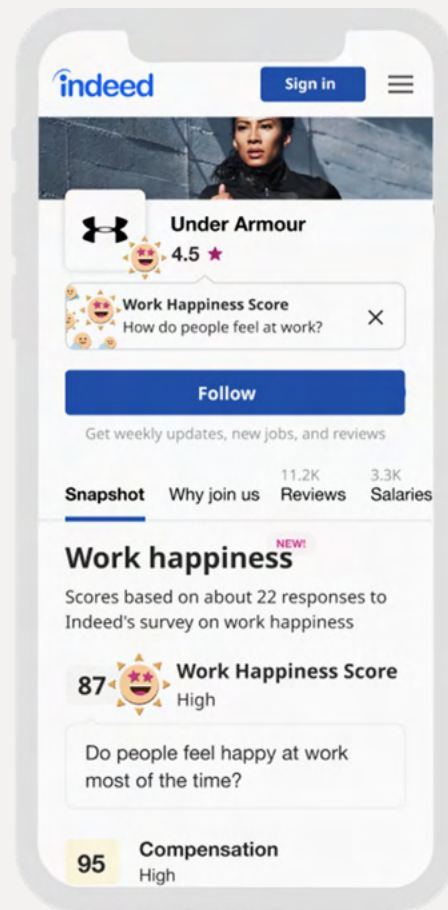 indeed
Sign in
Under Armour
4.5
Work Happiness Score
How do people feel at work?
Follow
Get weekly updates, new jobs, and reviews
11.2K 3.3K
Snapshot Why join us Reviews Salaries
NEW!
Work happiness
Scores based on about 22 responses to
Indeed's survey on work happiness
87 Work Happiness Score
High
Do people feel happy at work
most of the time?
95 Compensation
High